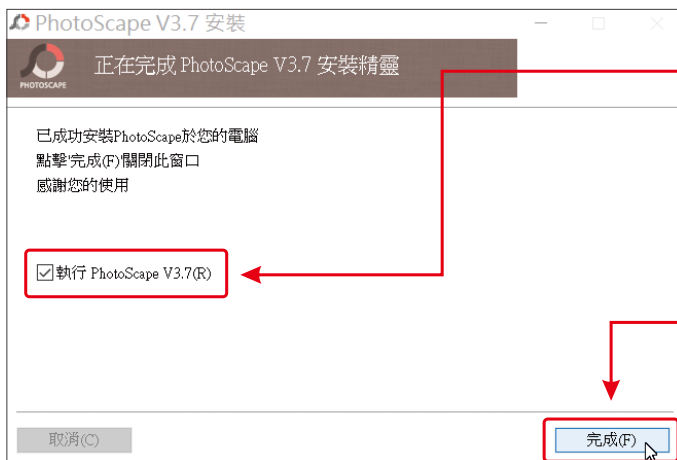 PhotoScape V3.7 安裝
PHOTOSCAPE
正在完成 PhotoScape V3.7 安裝精靈
已成功安裝PhotoScape於您的電腦
點擊'完成(F)'關閉此窗口
感謝您的使用
執行 PhotoScape V3.7(R)
取消(C)
完成(F)